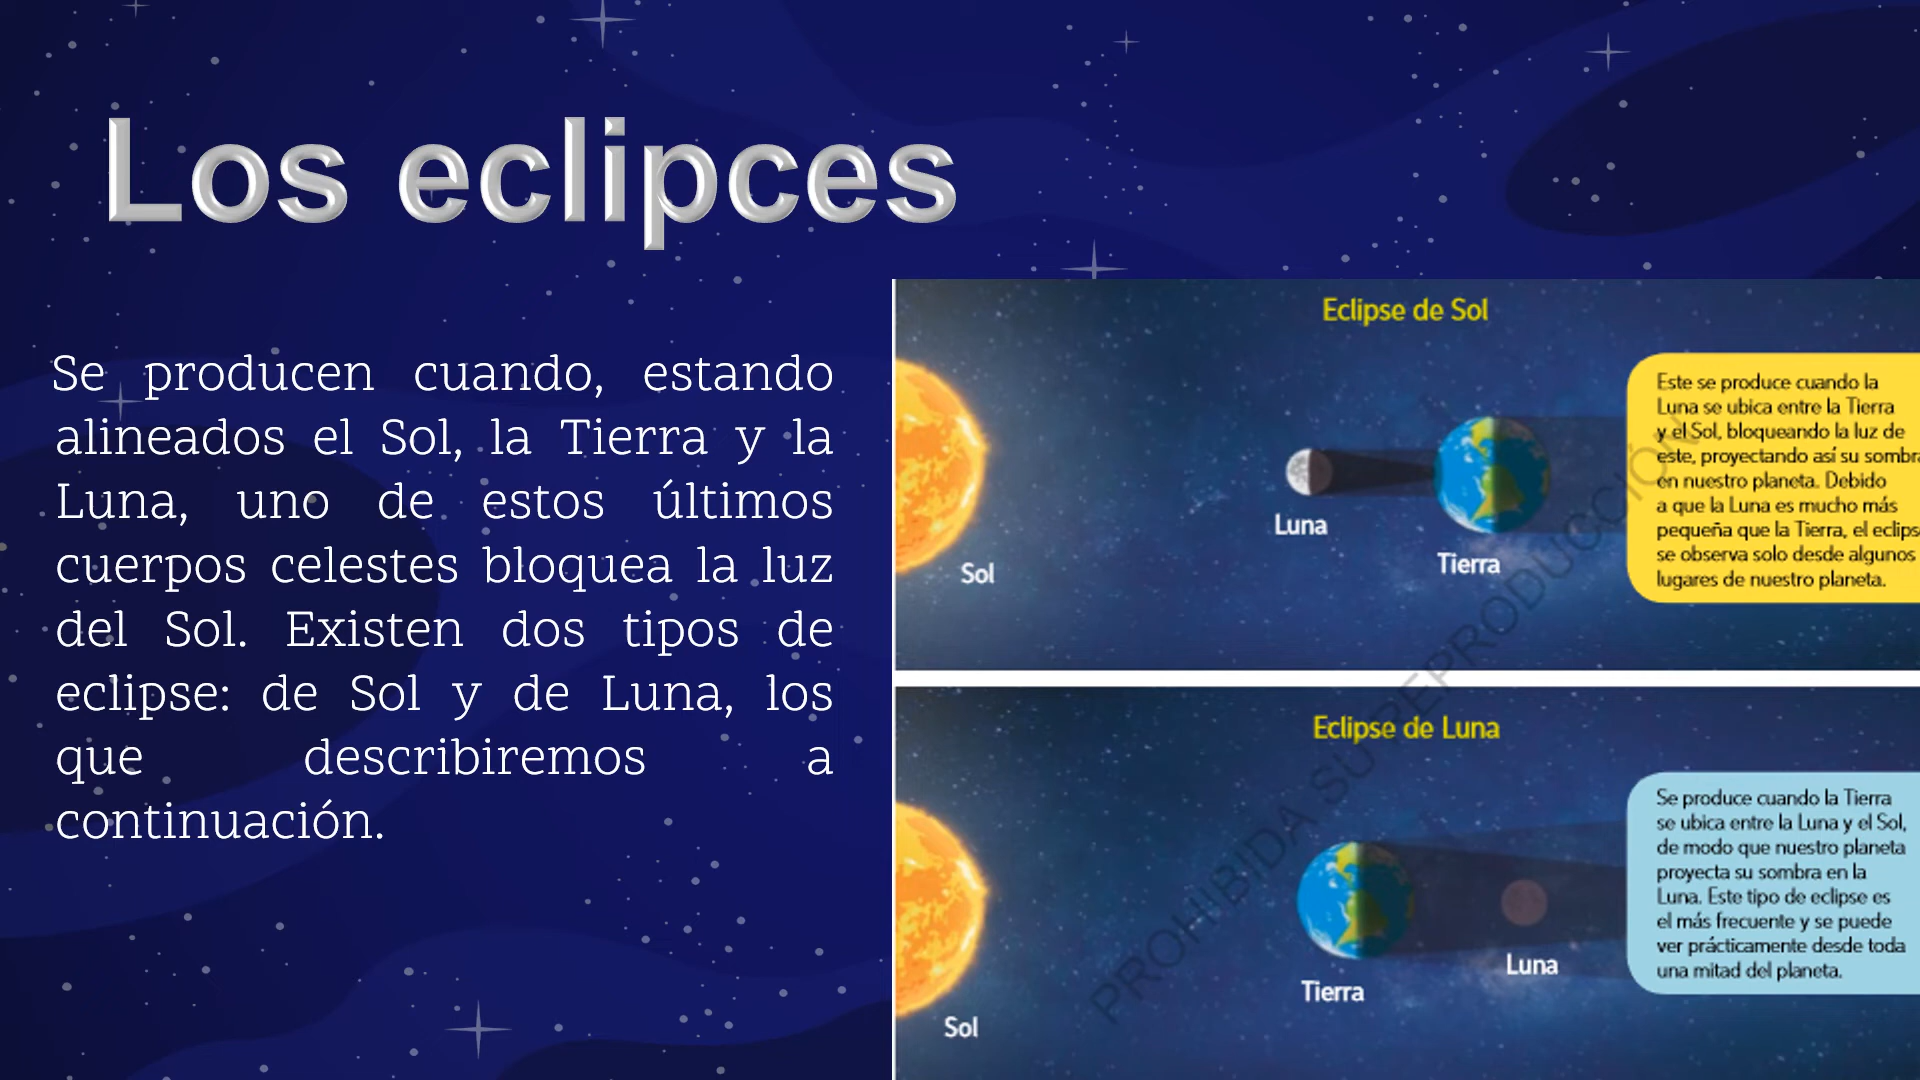 Los eclipces
Se producen cuando, estando
alineados el Sol, la Tierra y la
Luna, uno de estos últimos
cuerpos celestes bloquea la luz
del Sol. Existen dos tipos de
eclipse: de Sol y de Luna, los
que describiremos a
continuación.
Eclipse de Sol
Sol
Luna
Tierra
Este se produce cuando la
Luna se ubica entre la Tierra
y el Sol, bloqueando la luz de
este, proyectando así su sombra
en nuestro planeta. Debido
a que la Luna es mucho más
pequeña que la Tierra, el eclipse
se observa solo desde algunos
lugares de nuestro planeta.
Eclipse de Luna
Sol
Tierra
Luna
Se produce cuando la Tierra
se ubica entre la Luna y el Sol,
de modo que nuestro planeta
proyecta su sombra en la
Luna. Este tipo de eclipse es
el más frecuente y se puede
ver prácticamente desde toda
una mitad del planeta.
PROHIBIDA SU REPRODUCCIÓN